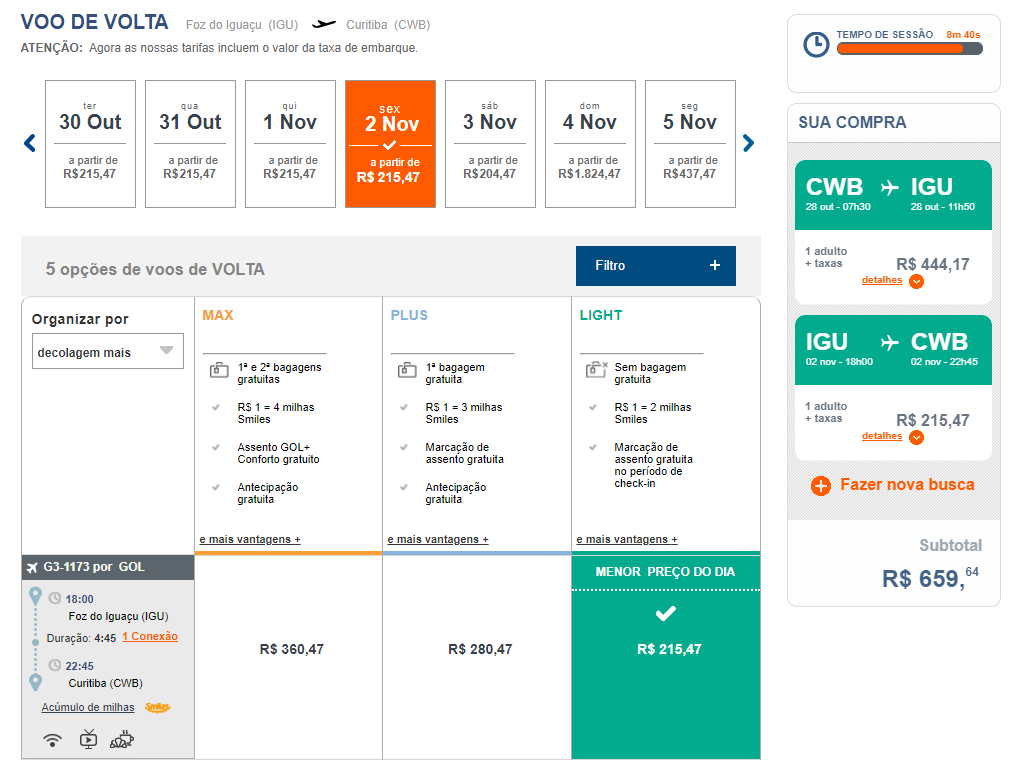 VOO DE VOLTA Foz do Iguaçu (IGU) Curitiba (CWB)
ATENÇÃO: Agora as nossas tarifas incluem o valor da taxa de embarque.
ter
30 Out
a partir de
R$215,47
qua
31 Out
a partir de
R$215,47
qui
1 Nov
a partir de
R$215,47
sex
2 Nov
a partir de
R$ 215,47
sáb
3 Nov
a partir de
R$204,47
dom
4 Nov
a partir de
R$1.824,47
seg
5 Nov
a partir de
R$437,47
5 opções de voos de VOLTA
Filtro +
Organizar por
decolagem mais
MAX
1ª e 2ª bagagens
gratuitas
R$ 1 = 4 milhas
Smiles
Assento GOL+
Conforto gratuito
Antecipação
gratuita
e mais vantagens +
PLUS
1ª bagagem
gratuita
R$ 1 = 3 milhas
Smiles
Marcação de
assento gratuita
Antecipação
gratuita
e mais vantagens +
LIGHT
Sem bagagem
gratuita
R$ 1 = 2 milhas
Smiles
Marcação de
assento gratuita
no período de
check-in
e mais vantagens +
G3-1173 por GOL
18:00
Foz do Iguaçu (IGU)
Duração: 4:45 1 Conexão
22:45
Curitiba (CWB)
Acúmulo de milhas Smiles
R$ 360,47
R$ 280,47
MENOR PREÇO DO DIA
R$ 215,47
TEMPO DE SESSÃO 8m 40s
SUA COMPRA
CWB IGU
28 out - 07h30 28 out - 11h50
1 adulto
+ taxas
R$ 444,17
detalhes
IGU CWB
02 nov - 18h00 02 nov - 22h45
1 adulto
+ taxas
R$ 215,47
detalhes
Fazer nova busca
Subtotal
R$ 659,64